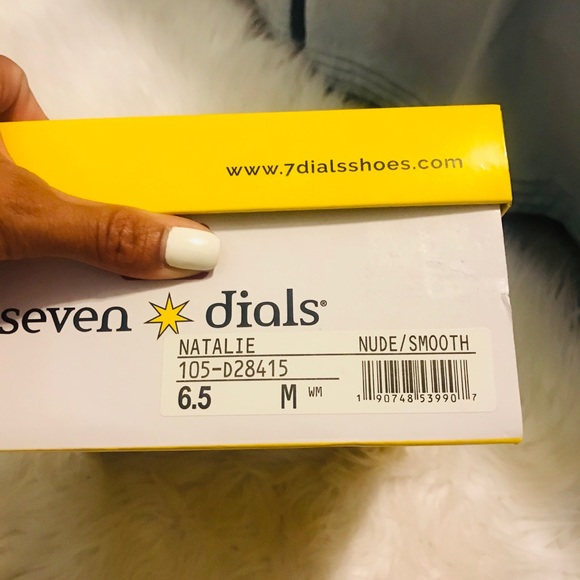 www.7dialsshoes.com
seven dials®
NATALIE NUDE/SMOOTH
105-D28415
6.5 M WM
1 90748 53990 7